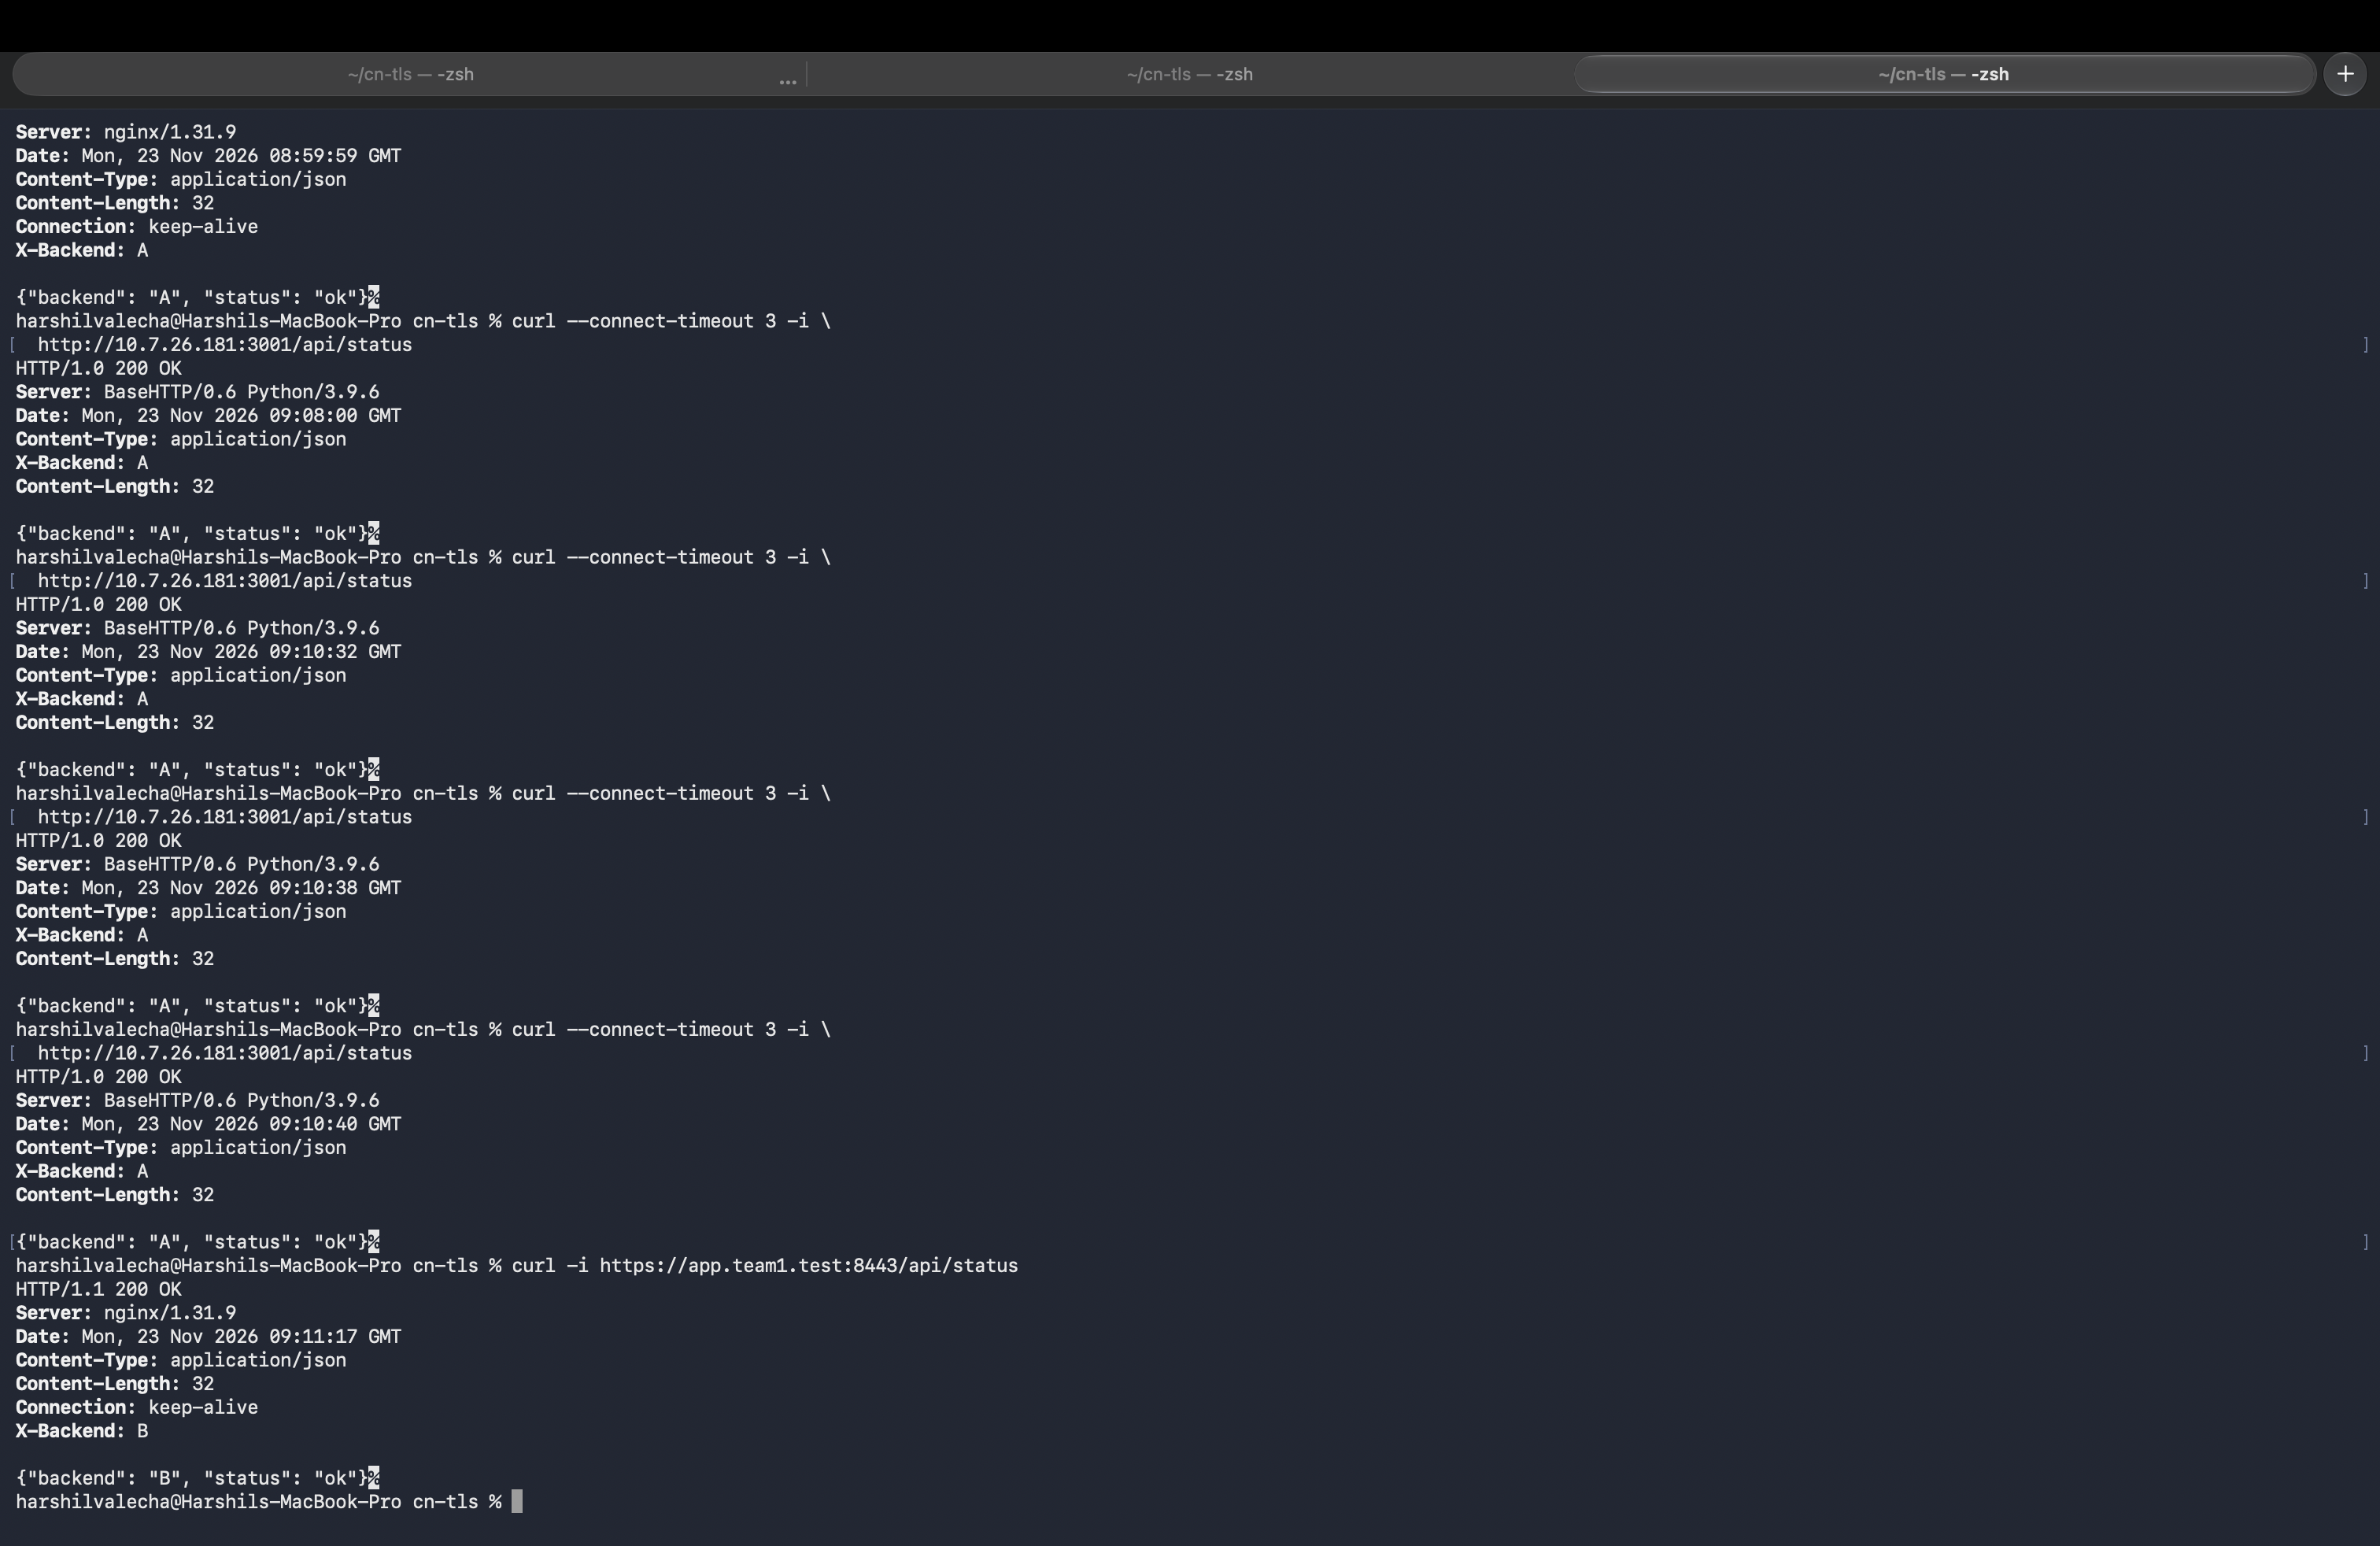 ~/cn-tls — -zsh ... ~/cn-tls — -zsh ~/cn-tls — -zsh +
Server: nginx/1.31.9
Date: Mon, 23 Nov 2026 08:59:59 GMT
Content-Type: application/json
Content-Length: 32
Connection: keep-alive
X-Backend: A
{"backend": "A", "status": "ok"}%
harshilvalecha@Harshils-MacBook-Pro cn-tls % curl --connect-timeout 3 -i \
[  http://10.7.26.181:3001/api/status ]
HTTP/1.0 200 OK
Server: BaseHTTP/0.6 Python/3.9.6
Date: Mon, 23 Nov 2026 09:08:00 GMT
Content-Type: application/json
X-Backend: A
Content-Length: 32
{"backend": "A", "status": "ok"}%
harshilvalecha@Harshils-MacBook-Pro cn-tls % curl --connect-timeout 3 -i \
[  http://10.7.26.181:3001/api/status ]
HTTP/1.0 200 OK
Server: BaseHTTP/0.6 Python/3.9.6
Date: Mon, 23 Nov 2026 09:10:32 GMT
Content-Type: application/json
X-Backend: A
Content-Length: 32
{"backend": "A", "status": "ok"}%
harshilvalecha@Harshils-MacBook-Pro cn-tls % curl --connect-timeout 3 -i \
[  http://10.7.26.181:3001/api/status ]
HTTP/1.0 200 OK
Server: BaseHTTP/0.6 Python/3.9.6
Date: Mon, 23 Nov 2026 09:10:38 GMT
Content-Type: application/json
X-Backend: A
Content-Length: 32
{"backend": "A", "status": "ok"}%
harshilvalecha@Harshils-MacBook-Pro cn-tls % curl --connect-timeout 3 -i \
[  http://10.7.26.181:3001/api/status ]
HTTP/1.0 200 OK
Server: BaseHTTP/0.6 Python/3.9.6
Date: Mon, 23 Nov 2026 09:10:40 GMT
Content-Type: application/json
X-Backend: A
Content-Length: 32
[{"backend": "A", "status": "ok"}% ]
harshilvalecha@Harshils-MacBook-Pro cn-tls % curl -i https://app.team1.test:8443/api/status
HTTP/1.1 200 OK
Server: nginx/1.31.9
Date: Mon, 23 Nov 2026 09:11:17 GMT
Content-Type: application/json
Content-Length: 32
Connection: keep-alive
X-Backend: B
{"backend": "B", "status": "ok"}%
harshilvalecha@Harshils-MacBook-Pro cn-tls %